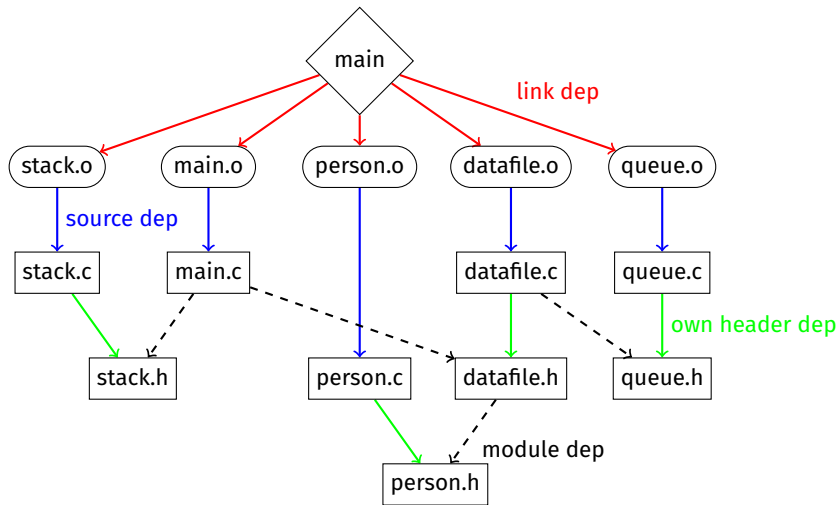 main
link dep
stack.o
main.o
person.o
datafile.o
queue.o
source dep
stack.c
main.c
datafile.c
queue.c
own header dep
stack.h
person.c
datafile.h
queue.h
module dep
person.h